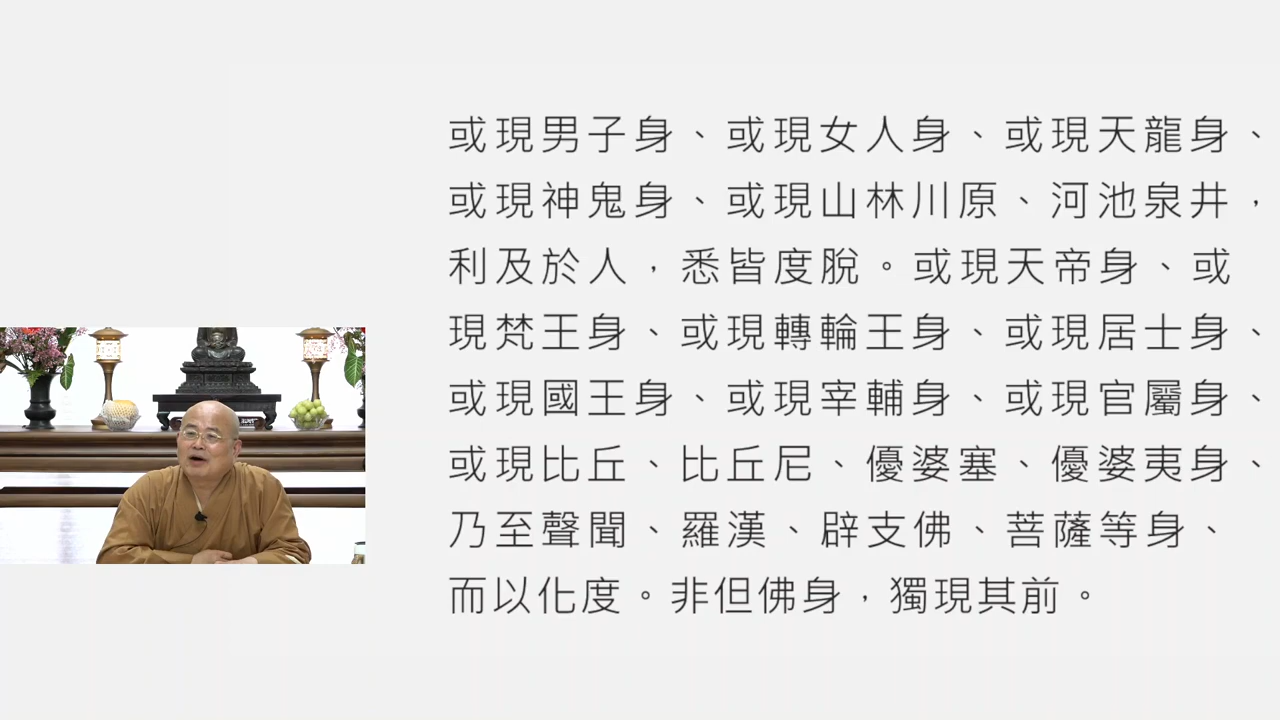 或現男子身、或現女人身、或現天龍身、
或現神鬼身、或現山林川原、河池泉井，
利及於人，悉皆度脫。或現天帝身、或
現梵王身、或現轉輪王身、或現居士身、
或現國王身、或現宰輔身、或現官屬身、
或現比丘、比丘尼、優婆塞、優婆夷身、
乃至聲聞、羅漢、辟支佛、菩薩等身、
而以化度。非但佛身，獨現其前。